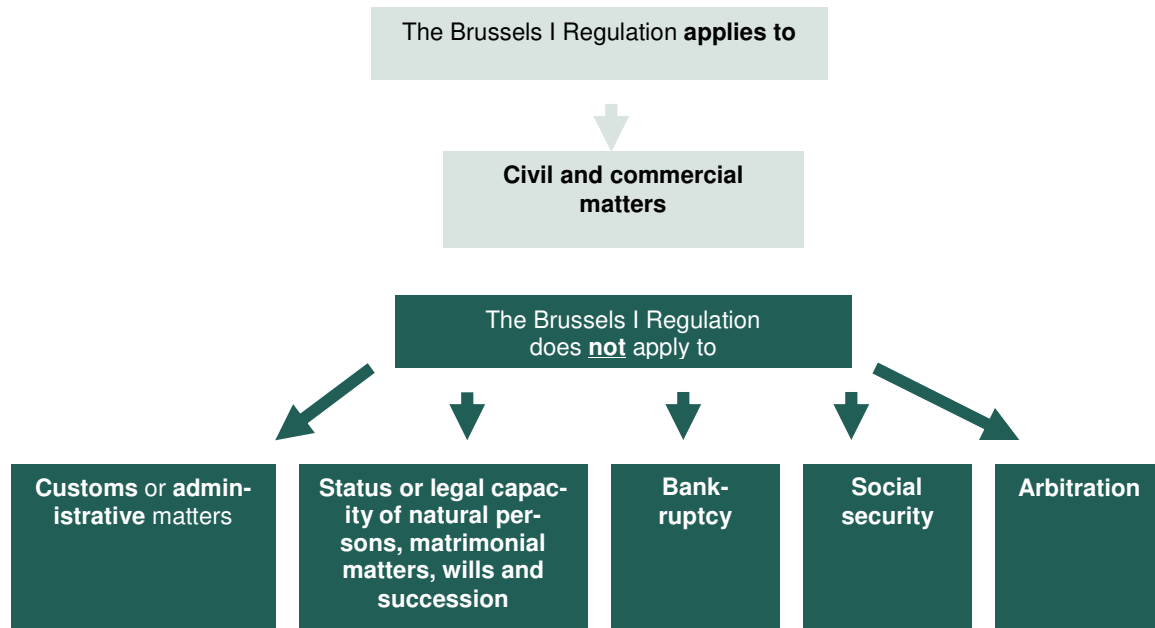 The Brussels I Regulation applies to
Civil and commercial
matters
The Brussels I Regulation
does not apply to
Customs or admin-
istrative matters
Status or legal capac-
ity of natural per-
sons, matrimonial
matters, wills and
succession
Bank-
ruptcy
Social
security
Arbitration